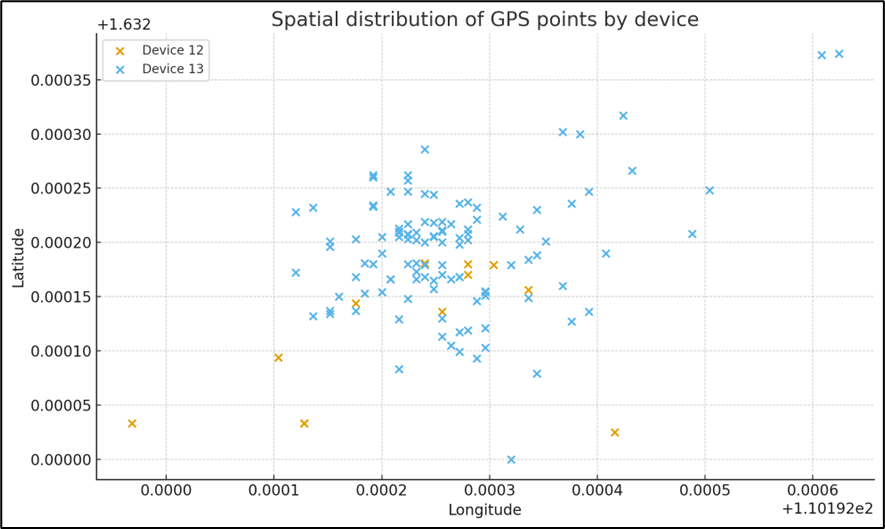 Spatial distribution of GPS points by device
+1.632
Device 12
Device 13
0.00035
0.00030
0.00025
0.00020
0.00015
0.00010
0.00005
0.00000
Latitude
0.0000 0.0001 0.0002 0.0003 0.0004 0.0005 0.0006
+1.10192e2
Longitude